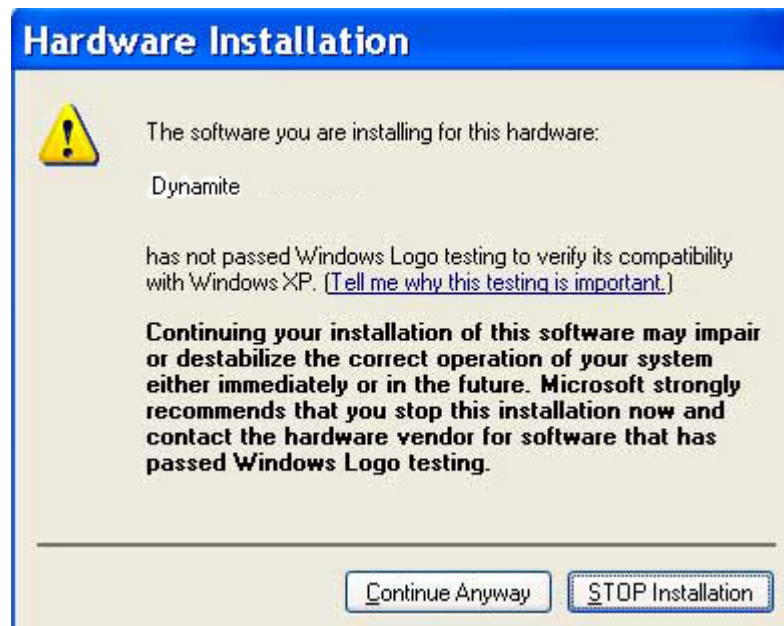 Hardware Installation
The software you are installing for this hardware:
Dynamite
has not passed Windows Logo testing to verify its compatibility
with Windows XP. (Tell me why this testing is important.)
Continuing your installation of this software may impair
or destabilize the correct operation of your system
either immediately or in the future. Microsoft strongly
recommends that you stop this installation now and
contact the hardware vendor for software that has
passed Windows Logo testing.
Continue Anyway
STOP Installation